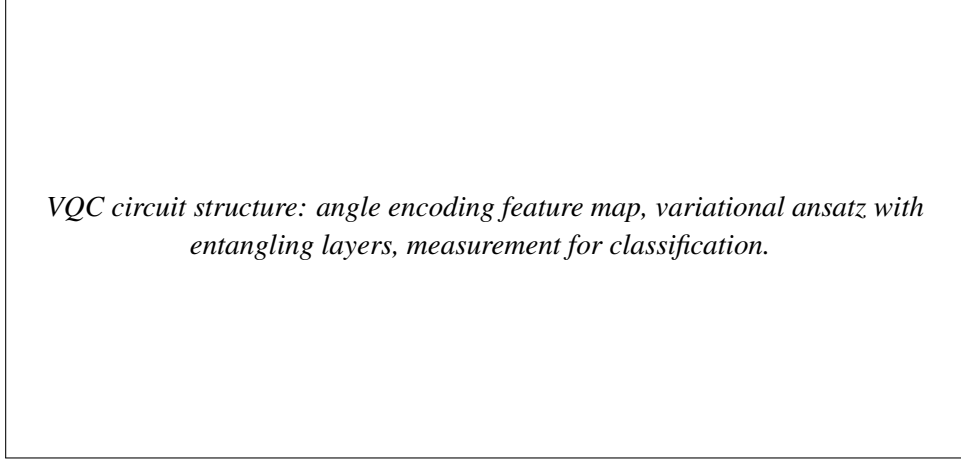 VQC circuit structure: angle encoding feature map, variational ansatz with
entangling layers, measurement for classification.